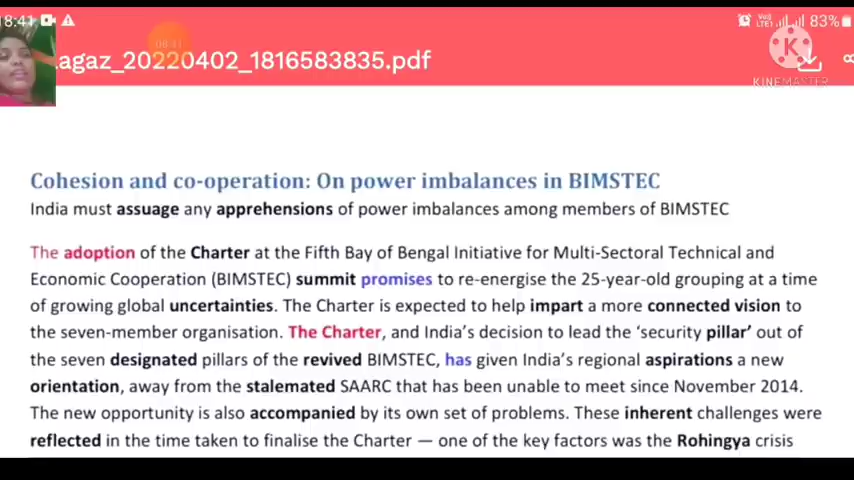 18:41
83%
08:41
agaz_20220402_1816583835.pdf
K
KINEMASTER
Cohesion and co-operation: On power imbalances in BIMSTEC
India must assuage any apprehensions of power imbalances among members of BIMSTEC
The adoption of the Charter at the Fifth Bay of Bengal Initiative for Multi-Sectoral Technical and
Economic Cooperation (BIMSTEC) summit promises to re-energise the 25-year-old grouping at a time
of growing global uncertainties. The Charter is expected to help impart a more connected vision to
the seven-member organisation. The Charter, and India's decision to lead the 'security pillar' out of
the seven designated pillars of the revived BIMSTEC, has given India's regional aspirations a new
orientation, away from the stalemated SAARC that has been unable to meet since November 2014.
The new opportunity is also accompanied by its own set of problems. These inherent challenges were
reflected in the time taken to finalise the Charter — one of the key factors was the Rohingya crisis